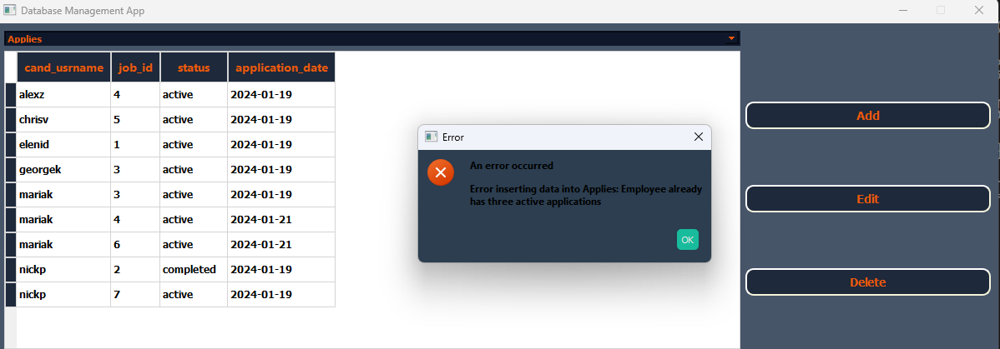 Database Management App
Applies
cand_usrname job_id status application_date
alexz 4 active 2024-01-19
chrisv 5 active 2024-01-19
elenid 1 active 2024-01-19
georgek 3 active 2024-01-19
mariak 3 active 2024-01-19
mariak 4 active 2024-01-21
mariak 6 active 2024-01-21
nickp 2 completed 2024-01-19
nickp 7 active 2024-01-19
Error
An error occurred
Error inserting data into Applies: Employee already
has three active applications
OK
Add
Edit
Delete